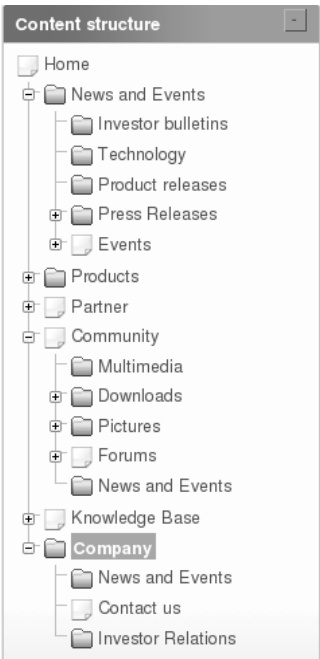 Content structure
Home
News and Events
Investor bulletins
Technology
Product releases
Press Releases
Events
Products
Partner
Community
Multimedia
Downloads
Pictures
Forums
News and Events
Knowledge Base
Company
News and Events
Contact us
Investor Relations